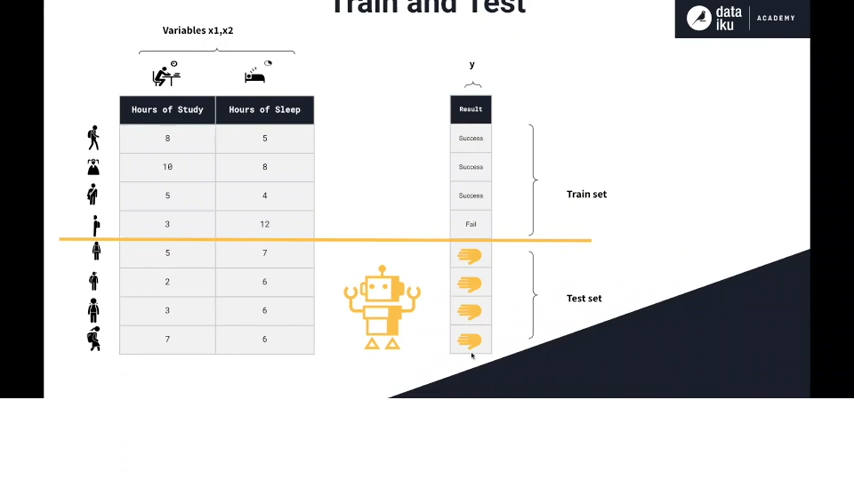 Train and Test
data
iku
ACADEMY
Variables x1,x2
y
Hours of Study Hours of Sleep Result
8 5 Success
10 8 Success
5 4 Success
Train set
3 12 Fail
5 7
2 6
Test set
3 6
7 6